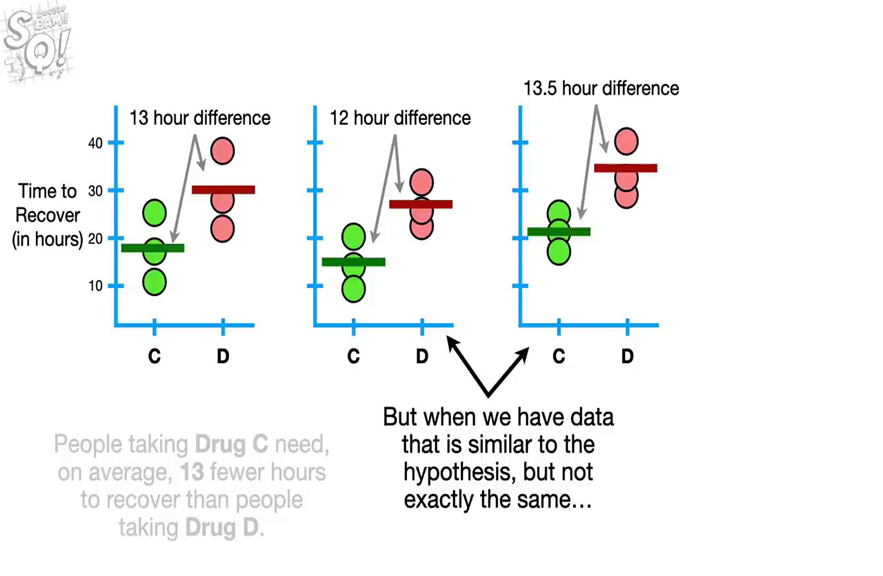 DOUBLE
BAM!!
SQ!
13 hour difference
12 hour difference
13.5 hour difference
40
30
20
10
Time to
Recover
(in hours)
C
D
C
D
C
D
People taking Drug C need,
on average, 13 fewer hours
to recover than people
taking Drug D.
But when we have data
that is similar to the
hypothesis, but not
exactly the same…